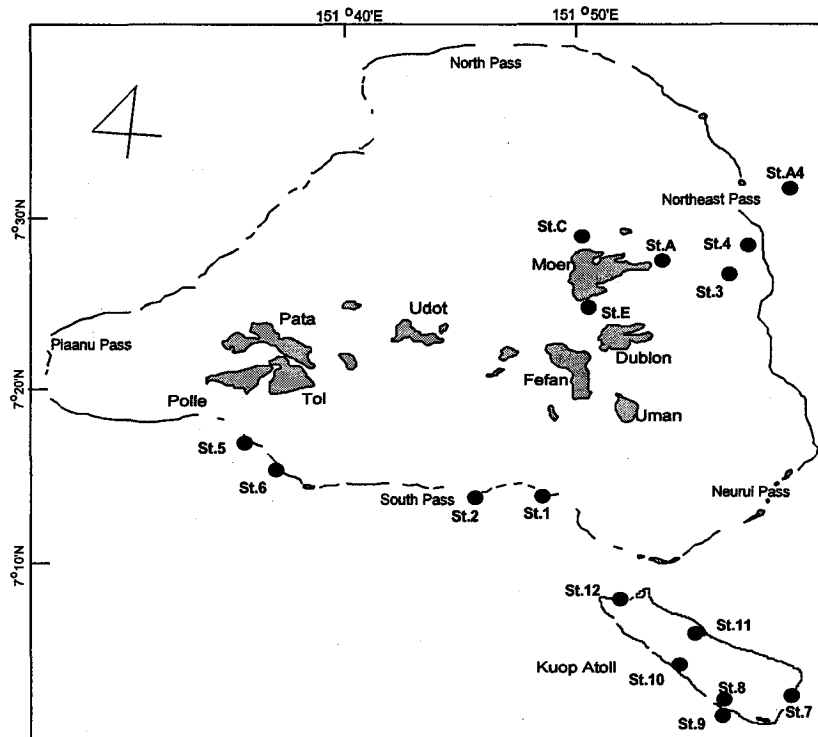 151 °40'E 151 °50'E
North Pass
St.A4
Northeast Pass
7°30'N
St.C
St.4
St.A
Moen
St.3
St.E
Udot
Pata
Piaanu Pass
Dublon
Fefan
7°20'N
Polle
Tol
Uman
St.5
St.6
Neurui Pass
South Pass
St.2
St.1
7°10'N
St.12
St.11
Kuop Atoll
St.10
St.8
St.7
St.9